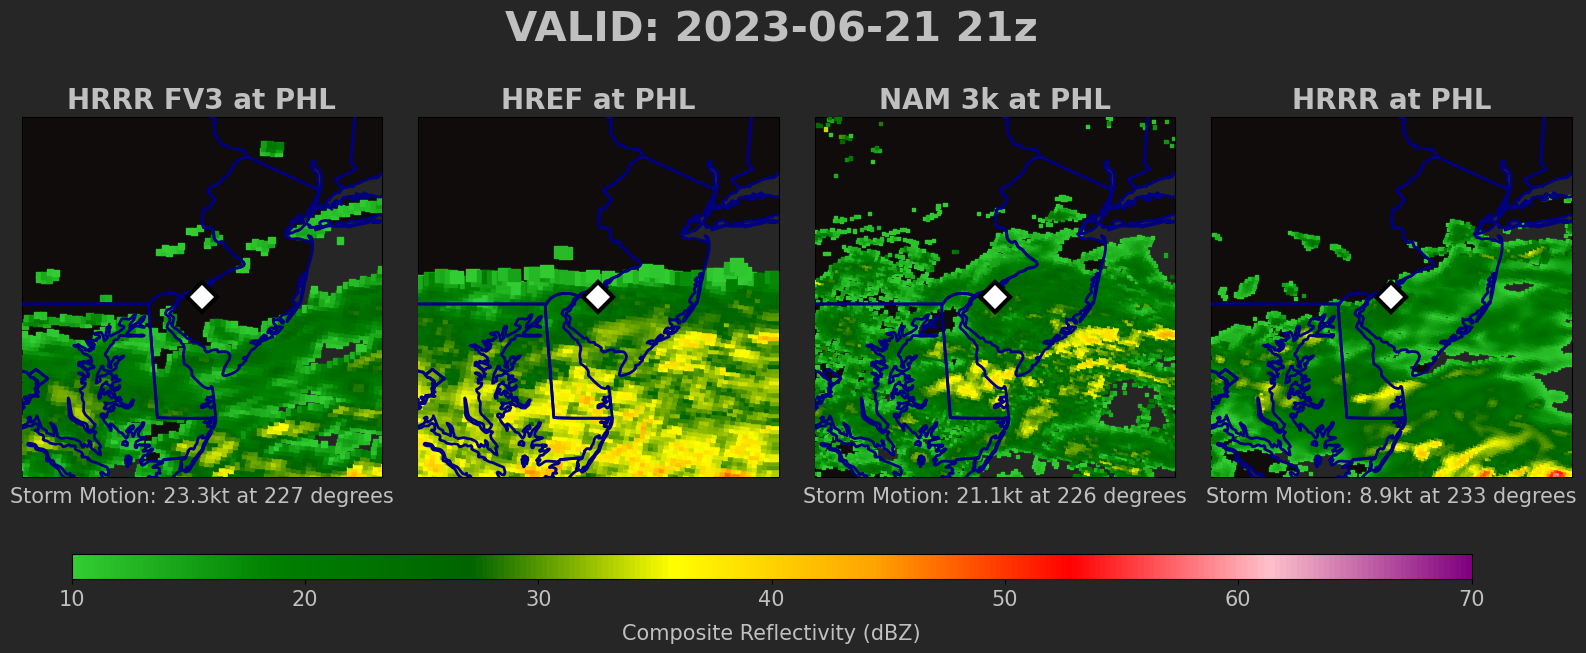 VALID: 2023-06-21 21z
HRRR FV3 at PHL
HREF at PHL
NAM 3k at PHL
HRRR at PHL
Storm Motion: 23.3kt at 227 degrees
Storm Motion: 21.1kt at 226 degrees
Storm Motion: 8.9kt at 233 degrees
10 20 30 40 50 60 70
Composite Reflectivity (dBZ)